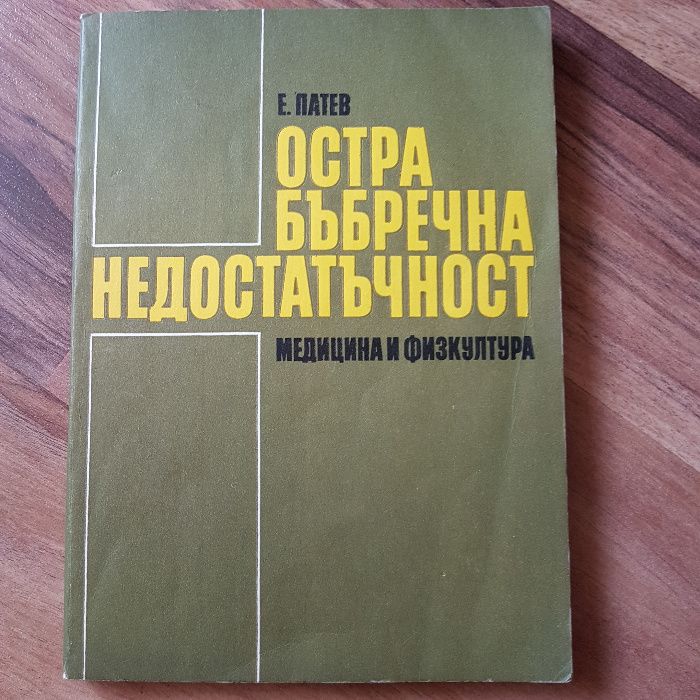 Е. ПАТЕВ
ОСТРА
БЪБРЕЧНА
НЕДОСТАТЪЧНОСТ
МЕДИЦИНА И ФИЗКУЛТУРА